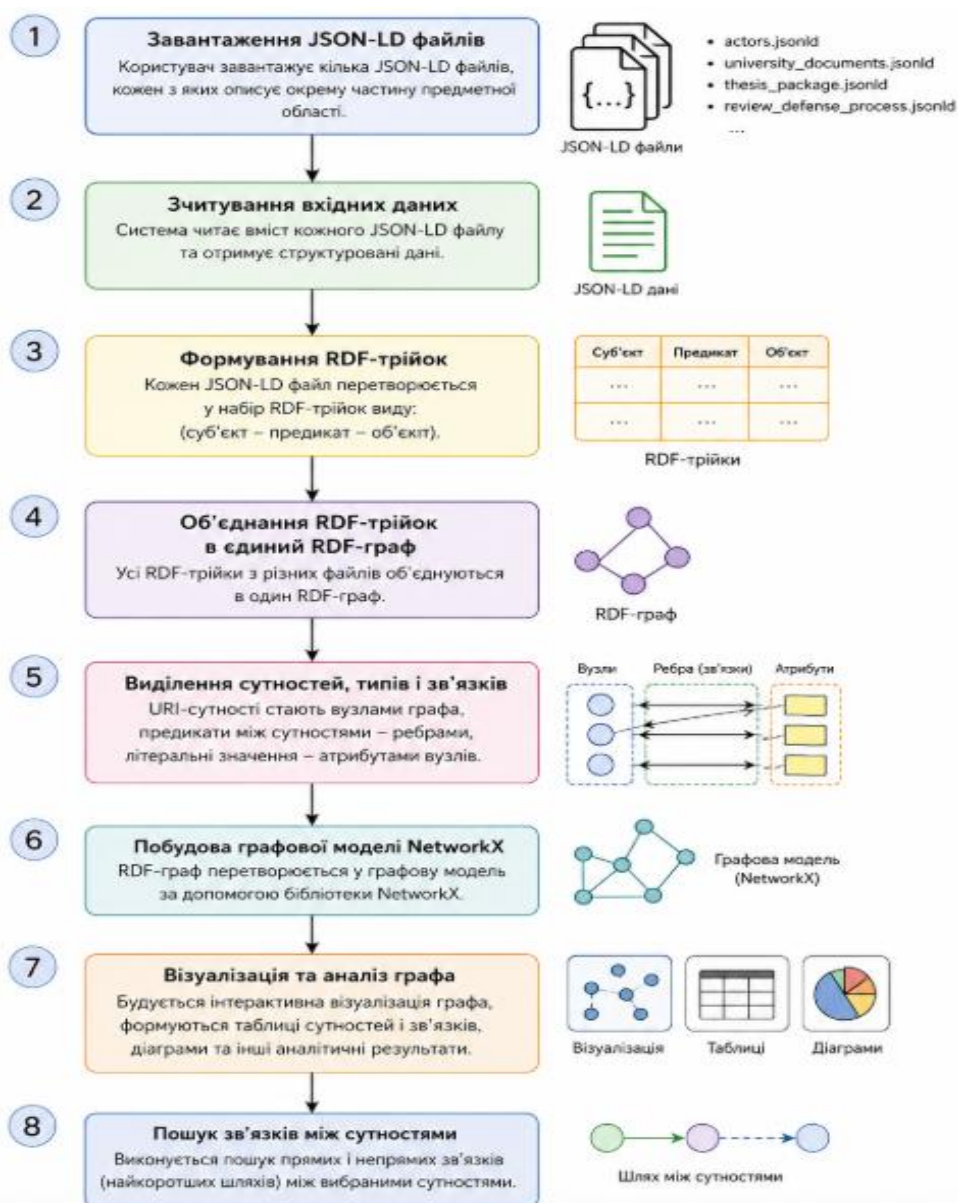 1
Завантаження JSON-LD файлів
Користувач завантажує кілька JSON-LD файлів,
кожен з яких описує окрему частину предметної
області.
{...}
JSON-LD файли
• actors.jsonld
• university_documents.jsonld
• thesis_package.jsonld
• review_defense_process.jsonld
...
2
Зчитування вхідних даних
Система читає вміст кожного JSON-LD файлу
та отримує структуровані дані.
JSON-LD дані
3
Формування RDF-трійок
Кожен JSON-LD файл перетворюється
у набір RDF-трійок виду:
(суб'єкт – предикат – об'єкіт).
Суб'єкт Предикат Об'єкт
... ... ...
... ... ...
RDF-трійки
4
Об'єднання RDF-трійок
в єдиний RDF-граф
Усі RDF-трійки з різних файлів об'єднуються
в один RDF-граф.
RDF-граф
5
Виділення сутностей, типів і зв'язків
URI-сутності стають вузлами графа,
предикати між сутностями – ребрами,
літеральні значення – атрибутами вузлів.
Вузли Ребра (зв'язки) Атрибути
6
Побудова графової моделі NetworkX
RDF-граф перетворюється у графову модель
за допомогою бібліотеки NetworkX.
Графова модель
(NetworkX)
7
Візуалізація та аналіз графа
Будується інтерактивна візуалізація графа,
формуються таблиці сутностей і зв'язків,
діаграми та інші аналітичні результати.
Візуалізація Таблиці Діаграми
8
Пошук зв'язків між сутностями
Виконується пошук прямих і непрямих зв'язків
(найкоротших шляхів) між вибраними сутностями.
Шлях між сутностями